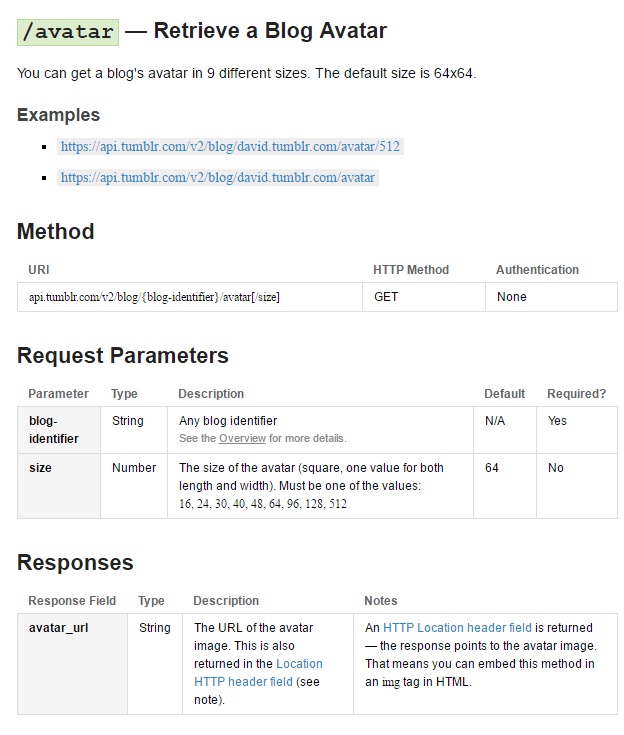 /avatar — Retrieve a Blog Avatar
You can get a blog's avatar in 9 different sizes. The default size is 64x64.
Examples
https://api.tumblr.com/v2/blog/david.tumblr.com/avatar/512
https://api.tumblr.com/v2/blog/david.tumblr.com/avatar
Method
URI HTTP Method Authentication
api.tumblr.com/v2/blog/{blog-identifier}/avatar[/size] GET None
Request Parameters
Parameter Type Description Default Required?
blog-identifier String Any blog identifier N/A Yes
See the Overview for more details.
size Number The size of the avatar (square, one value for both 64 No
length and width). Must be one of the values:
16, 24, 30, 40, 48, 64, 96, 128, 512
Responses
Response Field Type Description Notes
avatar_url String The URL of the avatar
image. This is also
returned in the Location
HTTP header field (see
note).
An HTTP Location header field is returned
— the response points to the avatar image.
That means you can embed this method in
an img tag in HTML.